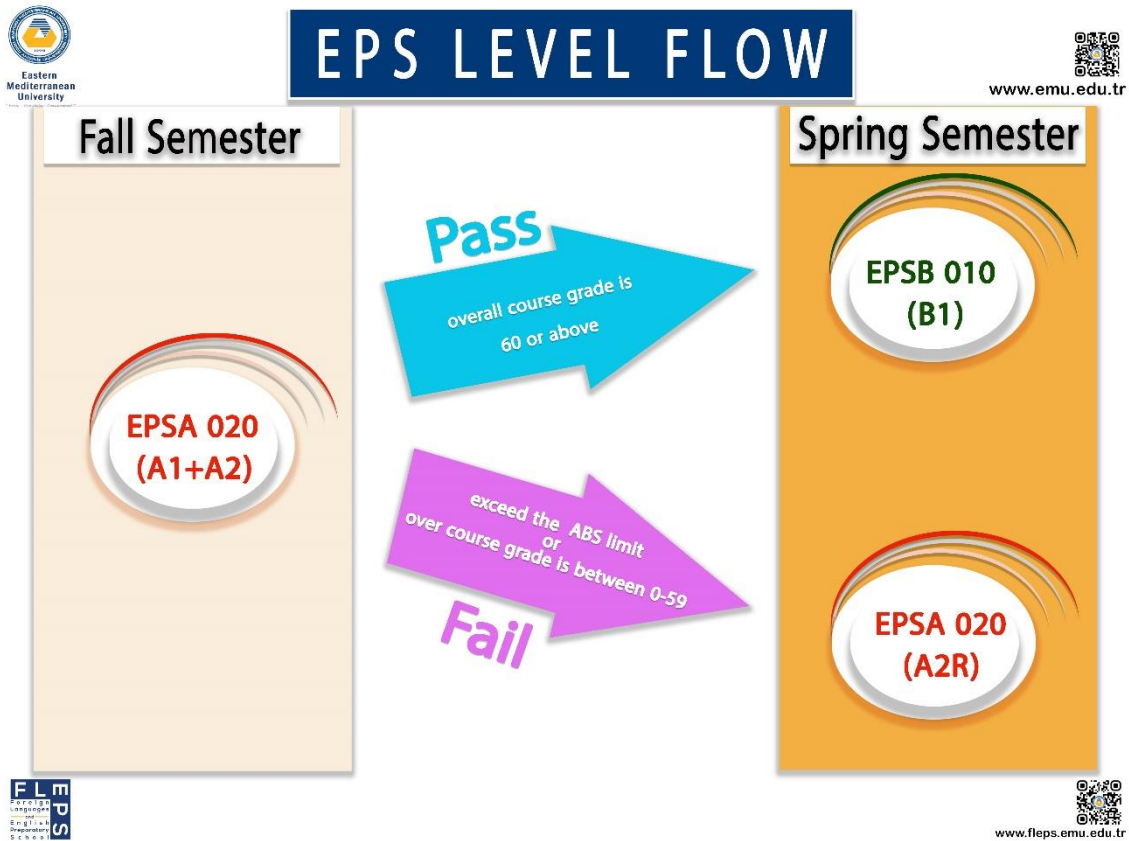 Eastern
Mediterranean
University
EPS LEVEL FLOW
www.emu.edu.tr
Fall Semester
EPSA 020
(A1+A2)
Pass
overall course grade is
60 or above
exceed the ABS limit
or
over course grade is between 0-59
Fail
Spring Semester
EPSB 010
(B1)
EPSA 020
(A2R)
FLEPS
Foreign
Languages
and
English
Preparatory
School
www.fleps.emu.edu.tr